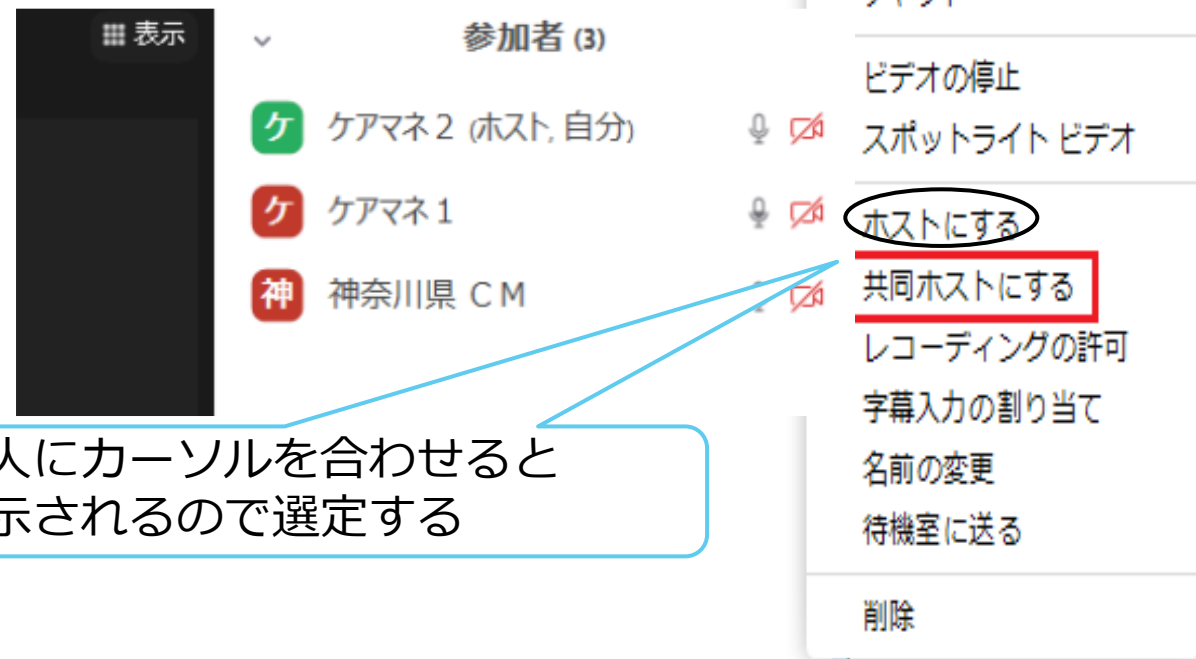 表示
参加者 (3)
ケ ケアマネ２ (ホスト, 自分)
ケ ケアマネ１
神 神奈川県 ＣＭ
人にカーソルを合わせると
示されるので選定する
ビデオの停止
スポットライト ビデオ
ホストにする
共同ホストにする
レコーディングの許可
字幕入力の割り当て
名前の変更
待機室に送る
削除